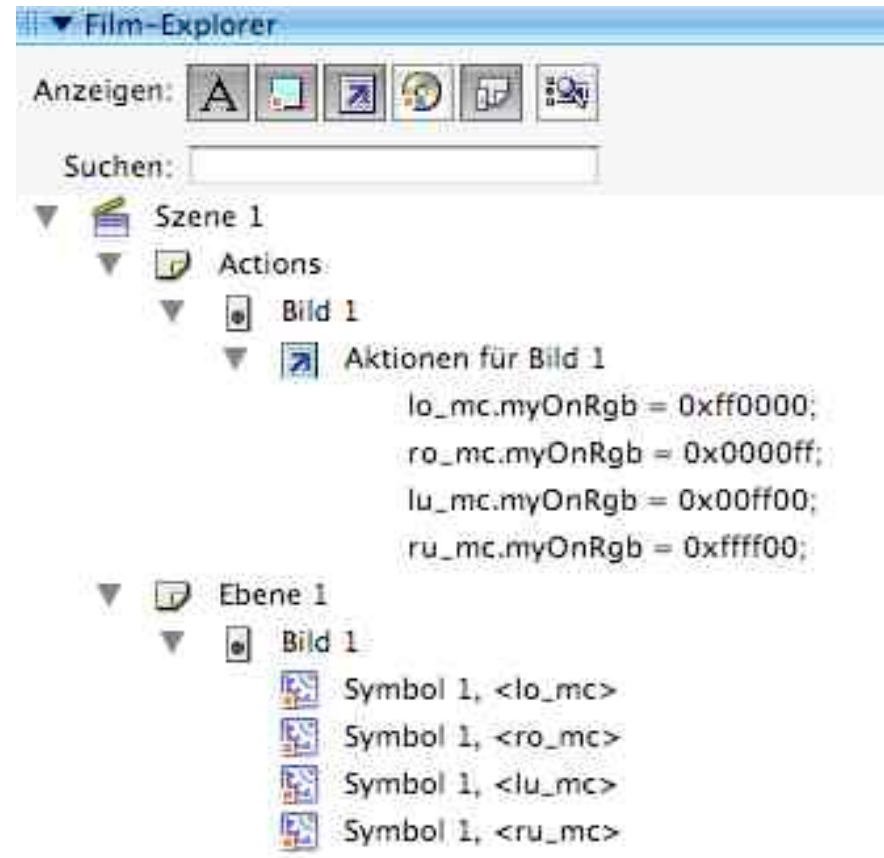 Film-Explorer
Anzeigen: A
Suchen:
Szene 1
Actions
Bild 1
Aktionen für Bild 1
lo_mc.myOnRgb = 0xff0000;
ro_mc.myOnRgb = 0x0000ff;
lu_mc.myOnRgb = 0x00ff00;
ru_mc.myOnRgb = 0xffff00;
Ebene 1
Bild 1
Symbol 1, <lo_mc>
Symbol 1, <ro_mc>
Symbol 1, <lu_mc>
Symbol 1, <ru_mc>